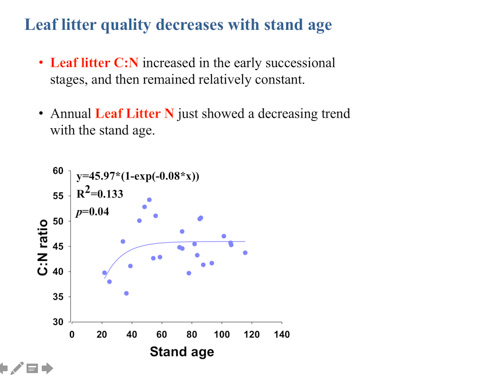 Leaf litter quality decreases with stand age
• Leaf litter C:N increased in the early successional
stages, and then remained relatively constant.
• Annual Leaf Litter N just showed a decreasing trend
with the stand age.
y=45.97*(1-exp(-0.08*x))
R2=0.133
p=0.04
60
55
50
45
40
35
30
C:N ratio
0 20 40 60 80 100 120 140
Stand age